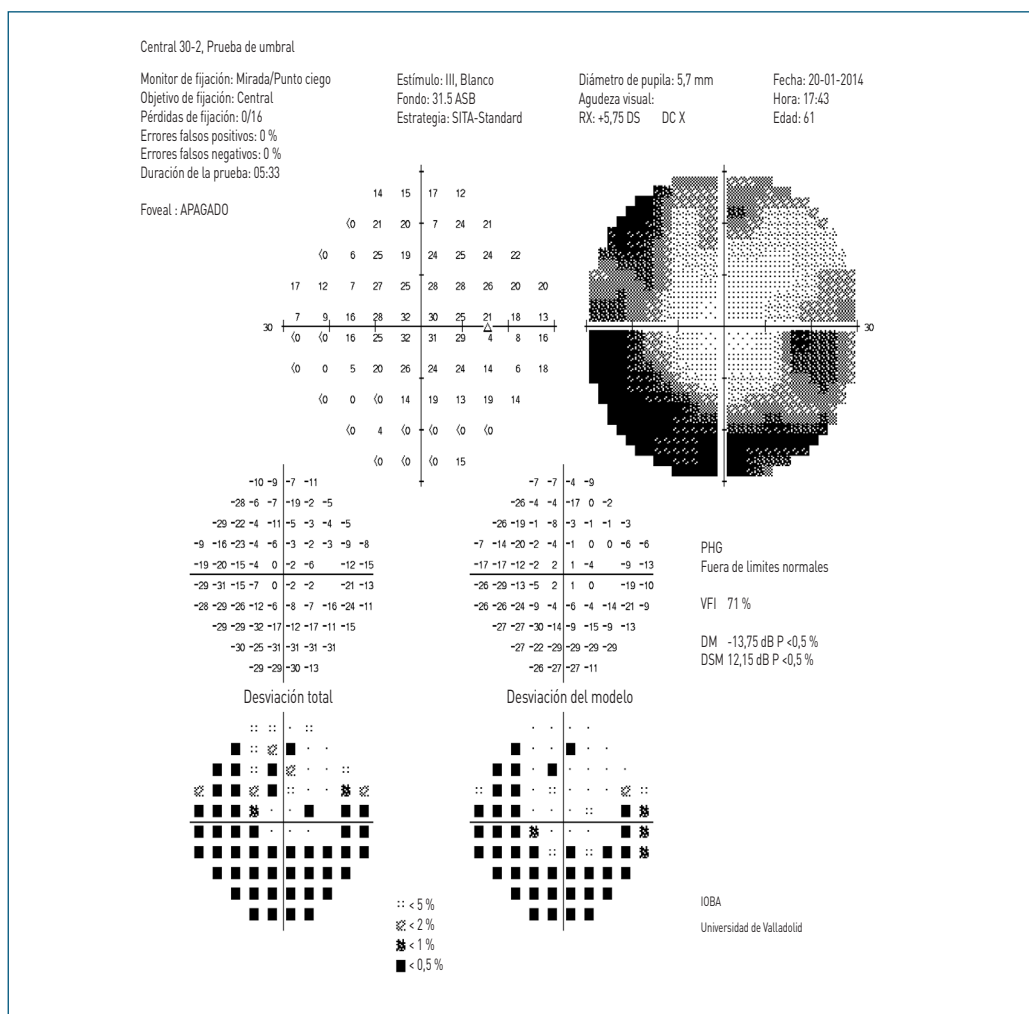 Central 30-2, Prueba de umbral
Monitor de fijación: Mirada/Punto ciego
Objetivo de fijación: Central
Pérdidas de fijación: 0/16
Errores falsos positivos: 0 %
Errores falsos negativos: 0 %
Duración de la prueba: 05:33
Foveal : APAGADO
Estímulo: III, Blanco
Fondo: 31.5 ASB
Estrategia: SITA-Standard
Diámetro de pupila: 5,7 mm
Agudeza visual:
RX: +5,75 DS DC X
Fecha: 20-01-2014
Hora: 17:43
Edad: 61
14 15 17 12
⟨0 21 20 7 24 21
⟨0 6 25 19 24 25 24 22
17 12 7 27 25 28 28 26 20 20
7 9 16 28 32 30 25 21 18 13
30 30
⟨0 ⟨0 16 25 32 31 29 4 8 16
⟨0 0 5 20 26 24 24 14 6 18
⟨0 0 ⟨0 14 19 13 19 14
⟨0 4 ⟨0 ⟨0 ⟨0 ⟨0
⟨0 ⟨0 ⟨0 15
-10 -9 -7 -11
-28 -6 -7 -19 -2 -5
-29 -22 -4 -11 -5 -3 -4 -5
-9 -16 -23 -4 -6 -3 -2 -3 -9 -8
-19 -20 -15 -4 0 -2 -6 -12 -15
-29 -31 -15 -7 0 -2 -2 -21 -13
-28 -29 -26 -12 -6 -8 -7 -16 -24 -11
-29 -29 -32 -17 -12 -17 -11 -15
-30 -25 -31 -31 -31 -31
-29 -29 -30 -13
Desviación total
-7 -7 -4 -9
-26 -4 -4 -17 0 -2
-26 -19 -1 -8 -3 -1 -1 -3
-7 -14 -20 -2 -4 -1 0 0 -6 -6
-17 -17 -12 -2 2 1 -4 -9 -13
-26 -29 -13 -5 2 1 0 -19 -10
-26 -26 -24 -9 -4 -6 -4 -14 -21 -9
-27 -27 -30 -14 -9 -15 -9 -13
-27 -22 -29 -29 -29 -29
-26 -27 -27 -11
Desviación del modelo
PHG
Fuera de limites normales
VFI 71 %
DM -13,75 dB P <0,5 %
DSM 12,15 dB P <0,5 %
< 5 %
< 2 %
< 1 %
< 0,5 %
IOBA
Universidad de Valladolid